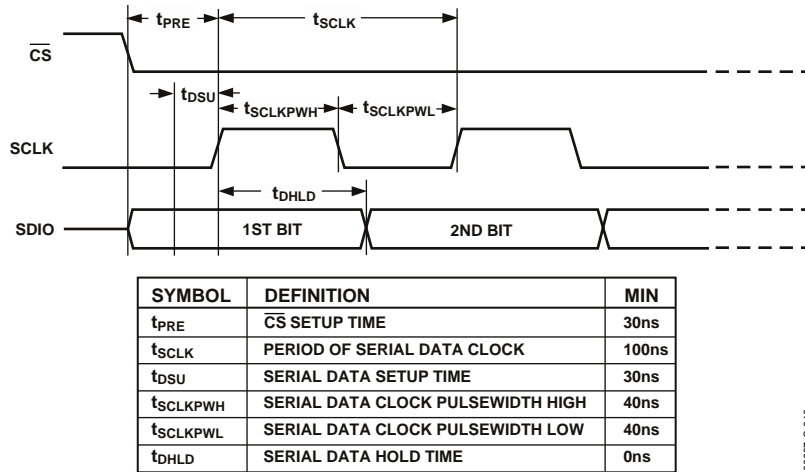 tPRE tSCLK
CS
tDSU tSCLKPWH tSCLKPWL
SCLK
tDHLD
SDIO 1ST BIT 2ND BIT
SYMBOL DEFINITION MIN
tPRE CS SETUP TIME 30ns
tSCLK PERIOD OF SERIAL DATA CLOCK 100ns
tDSU SERIAL DATA SETUP TIME 30ns
tSCLKPWH SERIAL DATA CLOCK PULSEWIDTH HIGH 40ns
tSCLKPWL SERIAL DATA CLOCK PULSEWIDTH LOW 40ns
tDHLD SERIAL DATA HOLD TIME 0ns